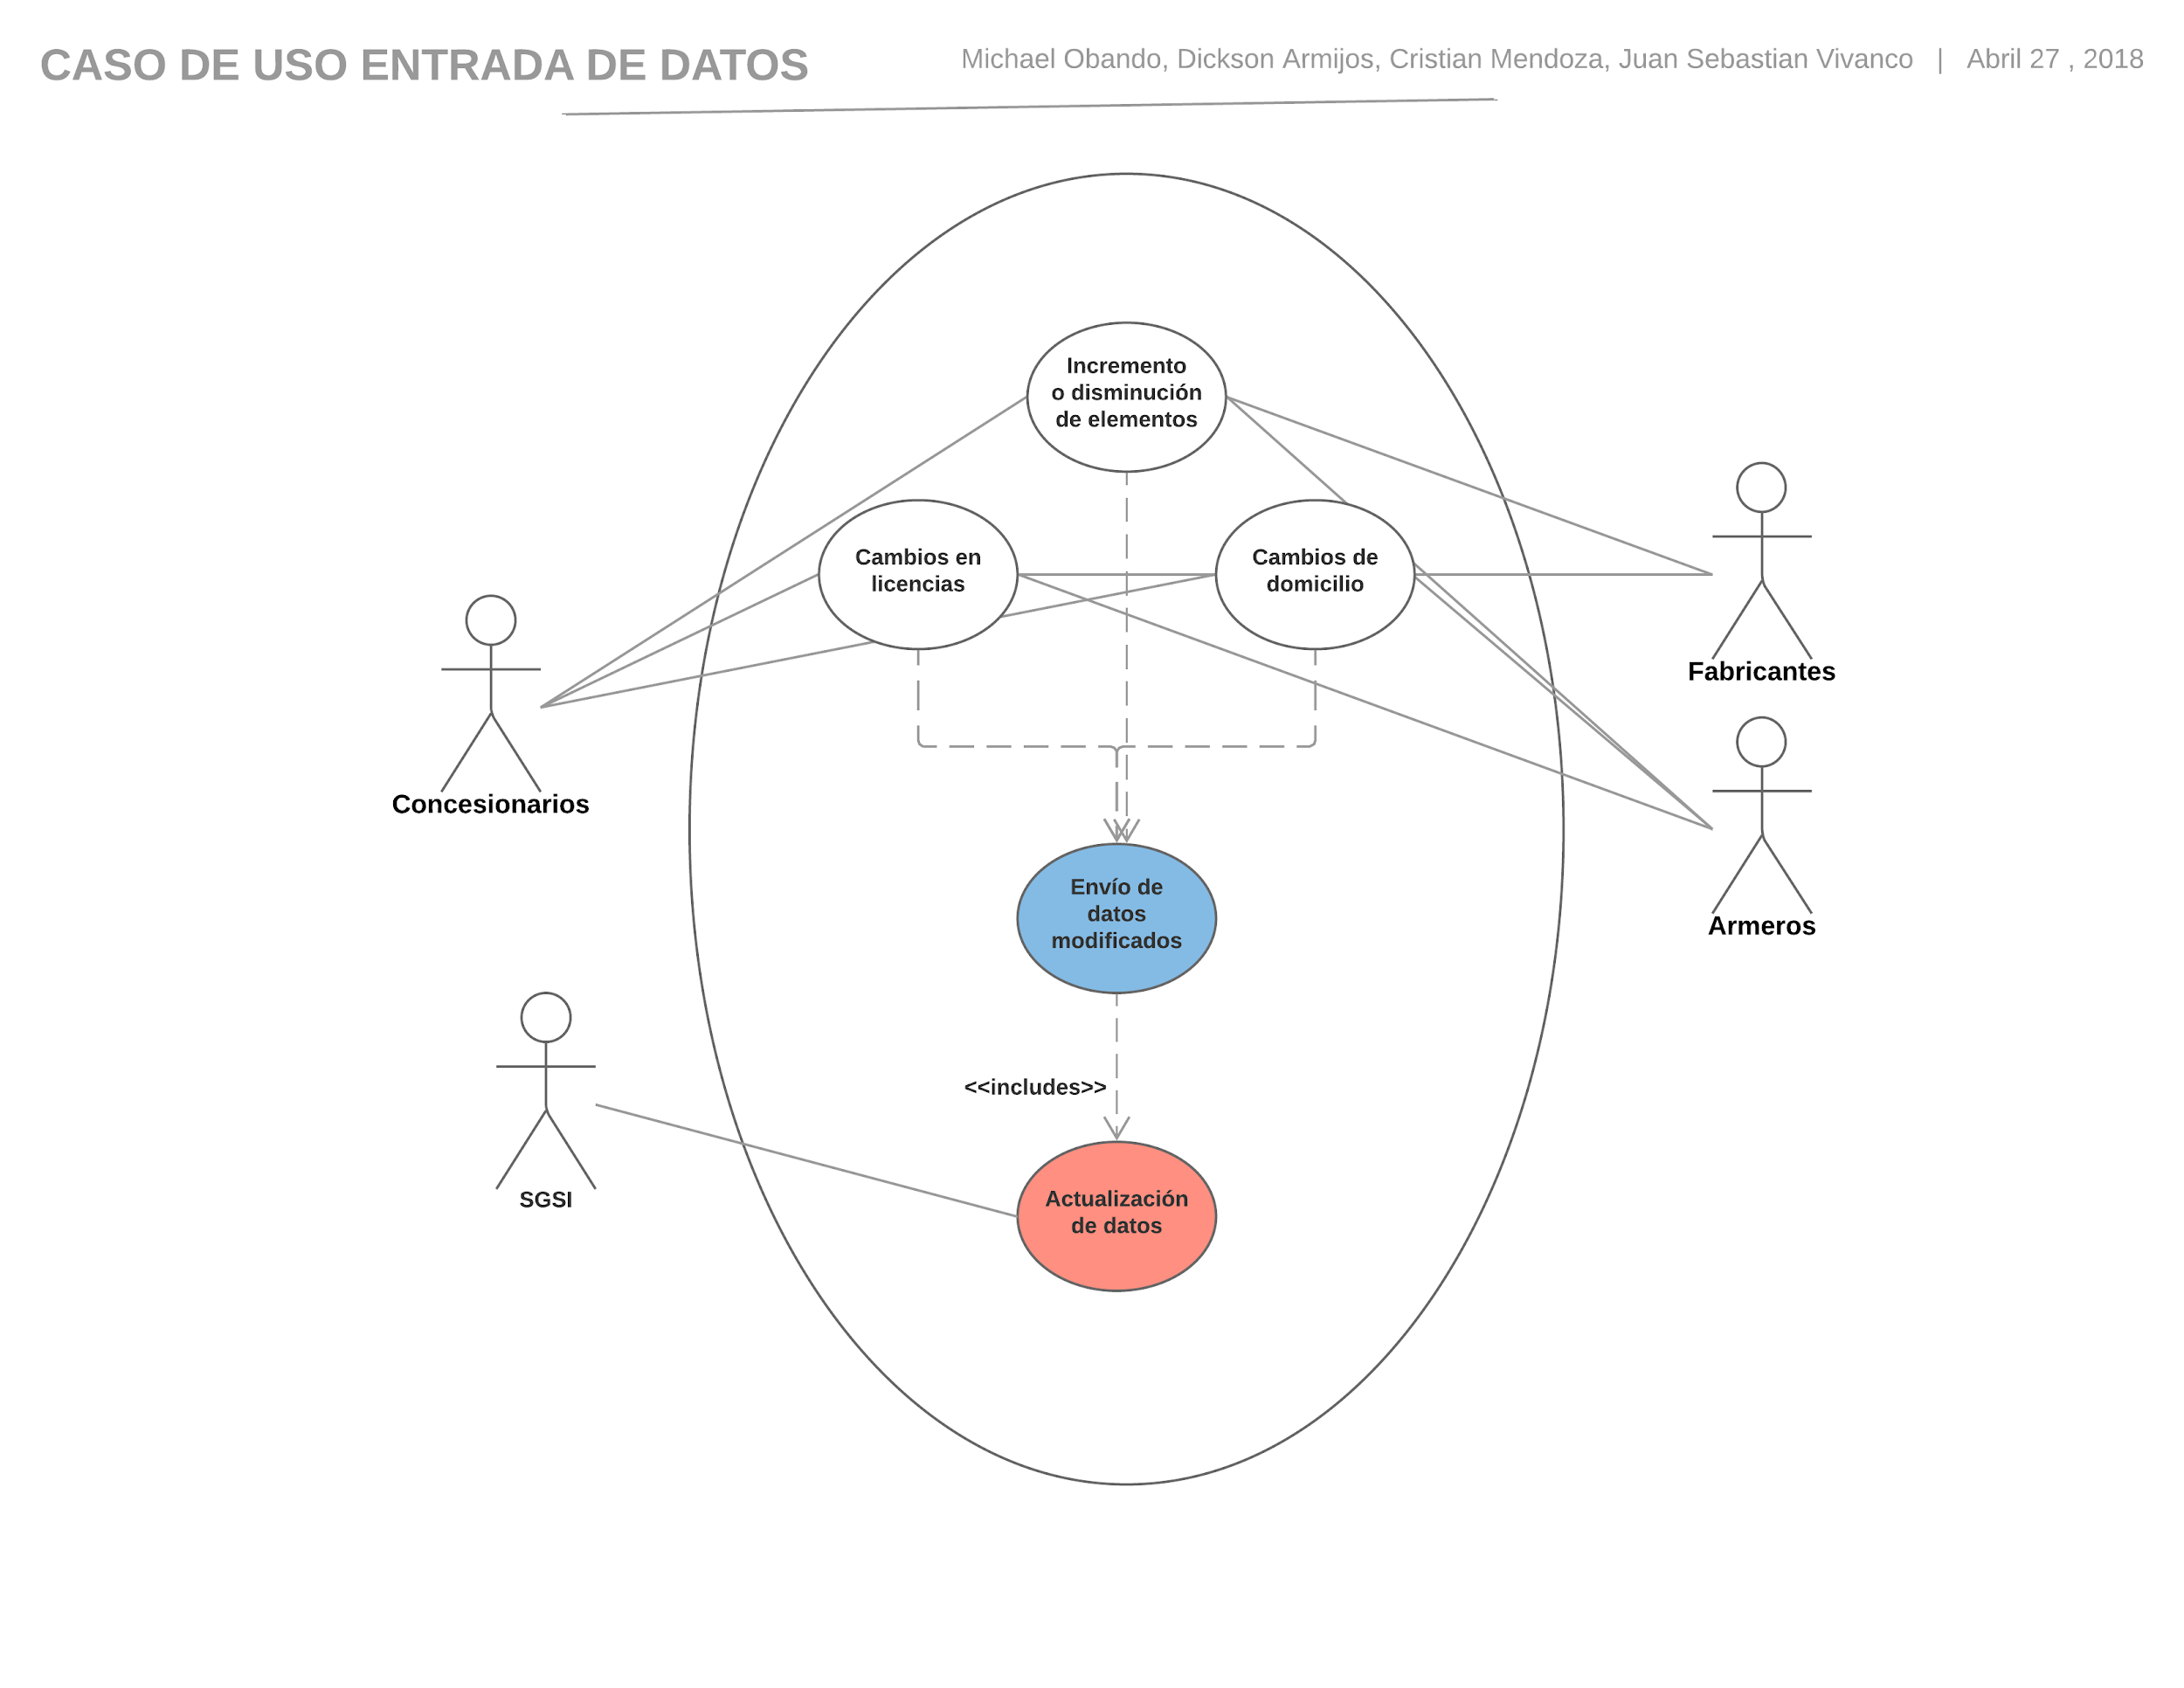 CASO DE USO ENTRADA DE DATOS
Michael Obando, Dickson Armijos, Cristian Mendoza, Juan Sebastian Vivanco | Abril 27 , 2018
Incremento
o disminución
de elementos
Cambios en
licencias
Cambios de
domicilio
Fabricantes
Concesionarios
Envío de
datos
modificados
Armeros
<<includes>>
SGSI
Actualización
de datos